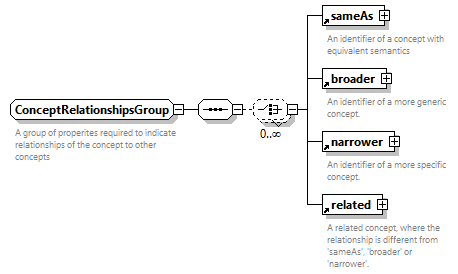 sameAs
An identifier of a concept with
equivalent semantics
broader
An identifier of a more generic
concept.
ConceptRelationshipsGroup
A group of properites required to indicate
relationships of the concept to other
concepts
0..∞
narrower
An identifier of a more specific
concept.
related
A related concept, where the
relationship is different from
'sameAs', 'broader' or
'narrower'.